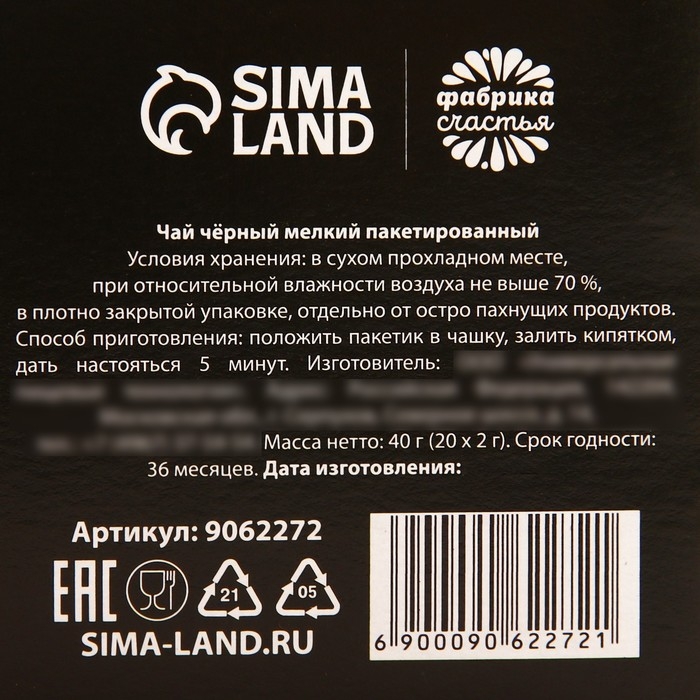 SIMA
LAND
фабрика
счастья
Чай чёрный мелкий пакетированный
Условия хранения: в сухом прохладном месте,
при относительной влажности воздуха не выше 70 %,
в плотно закрытой упаковке, отдельно от остро пахнущих продуктов.
Способ приготовления: положить пакетик в чашку, залить кипятком,
дать настояться 5 минут. Изготовитель:
Масса нетто: 40 г (20 x 2 г). Срок годности:
36 месяцев. Дата изготовления:
Артикул: 9062272
EAC
21
05
SIMA-LAND.RU
6 900090 622721